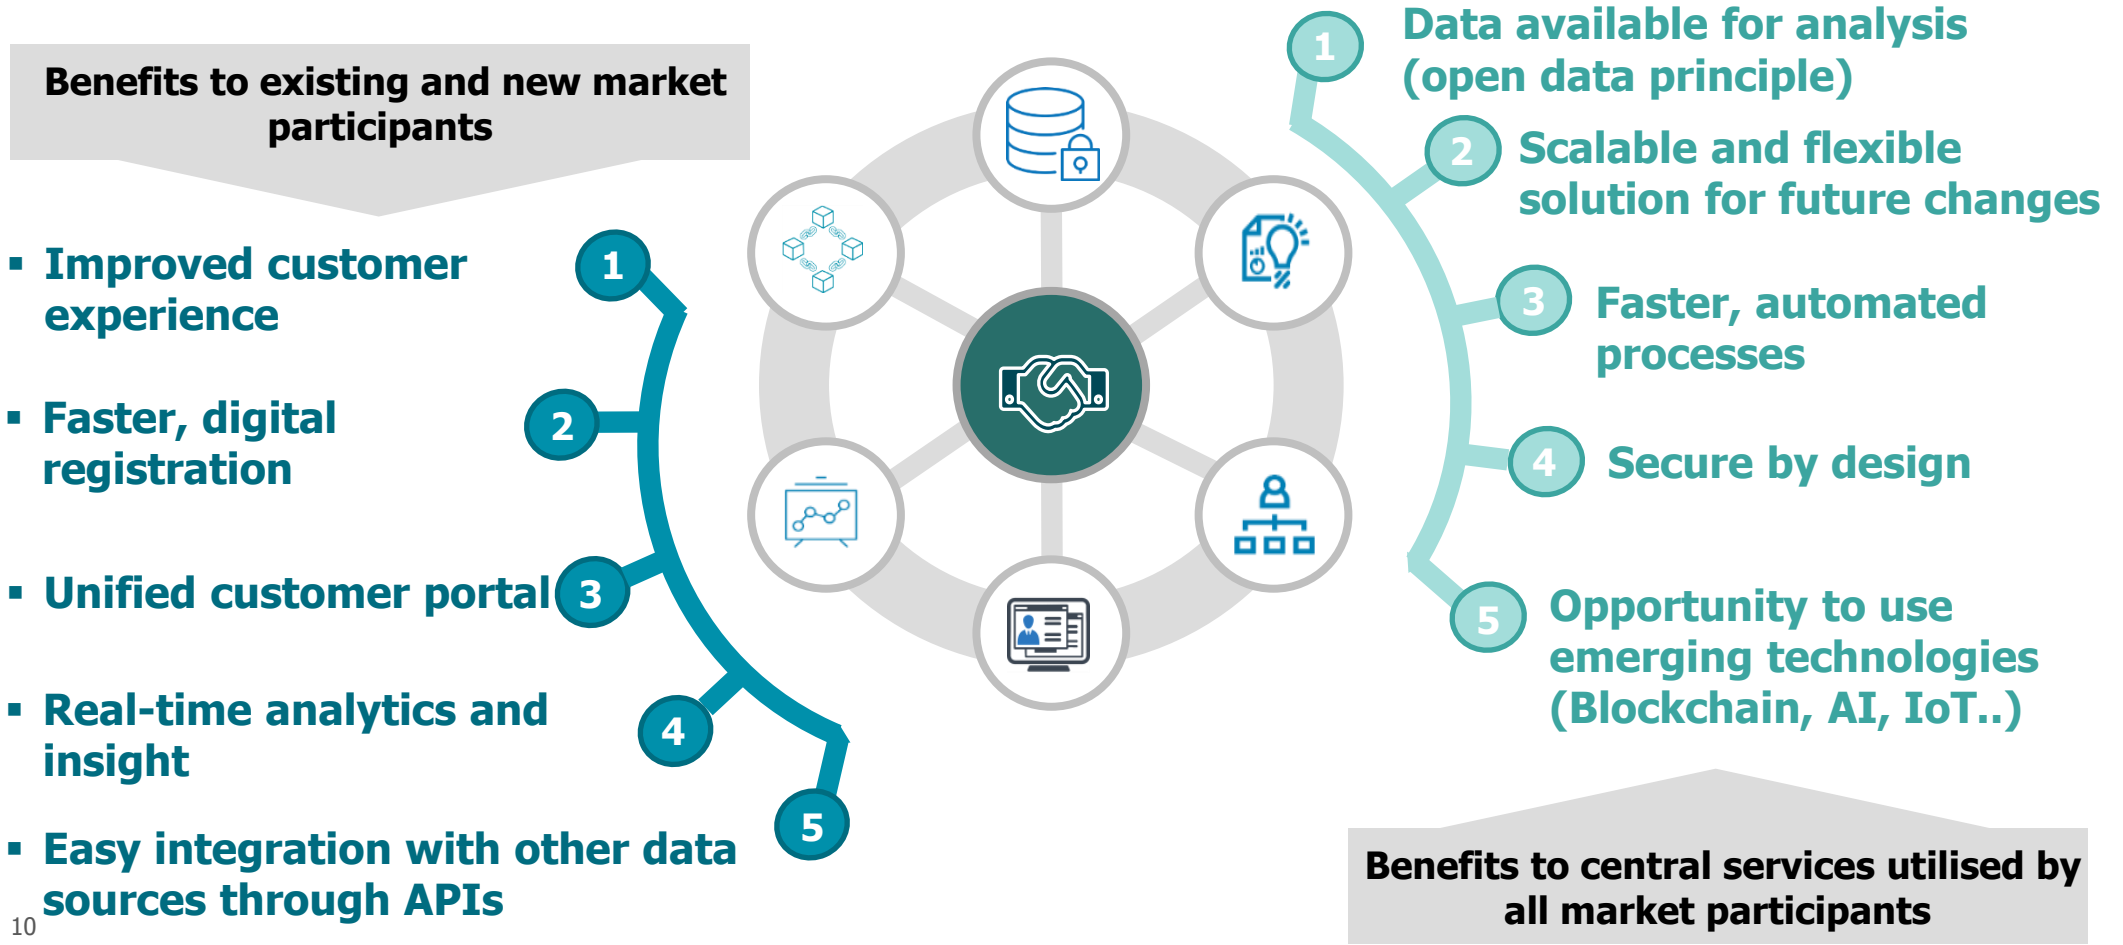 Benefits to existing and new market
participants
▪ Improved customer
experience
1
▪ Faster, digital
registration
2
▪ Unified customer portal
3
▪ Real-time analytics and
insight
4
▪ Easy integration with other data
sources through APIs
5
1
Data available for analysis
(open data principle)
2
Scalable and flexible
solution for future changes
3
Faster, automated
processes
4
Secure by design
5
Opportunity to use
emerging technologies
(Blockchain, AI, IoT..)
Benefits to central services utilised by
all market participants
10